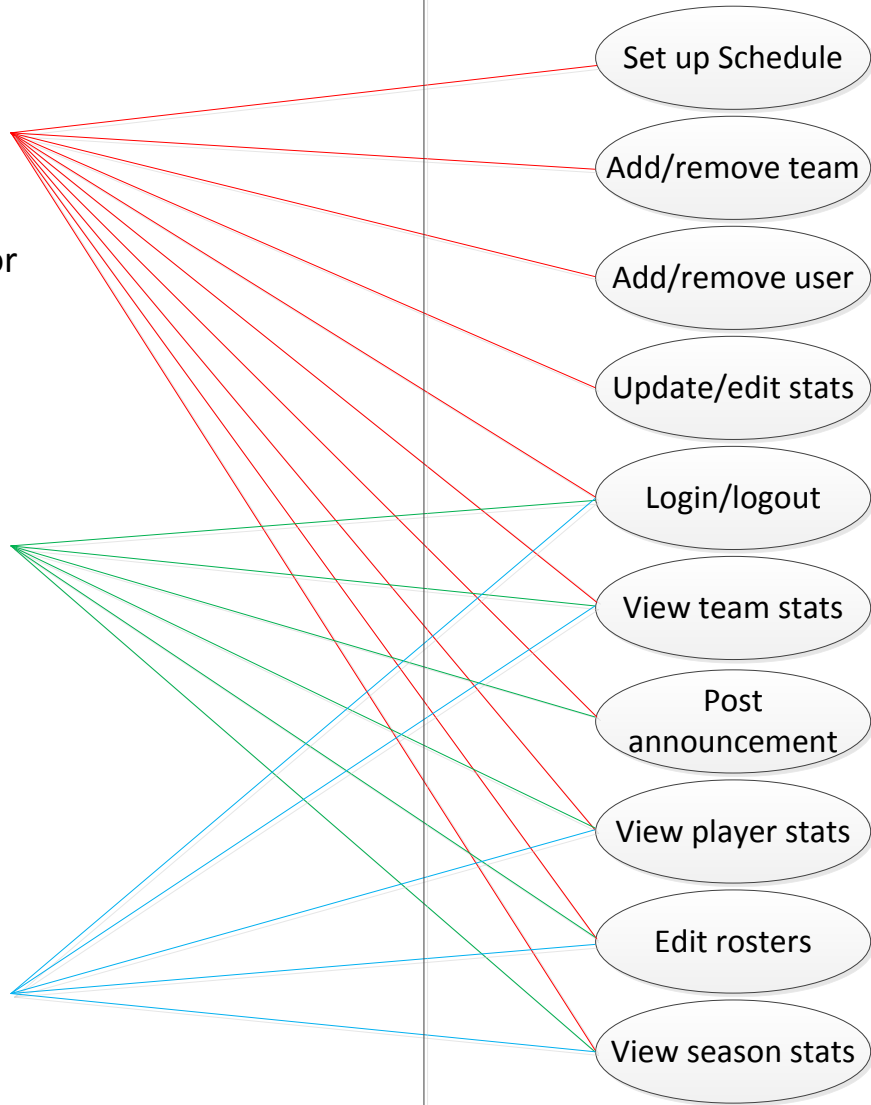 Set up Schedule
Add/remove team
or
Add/remove user
Update/edit stats
Login/logout
View team stats
Post
announcement
View player stats
Edit rosters
View season stats